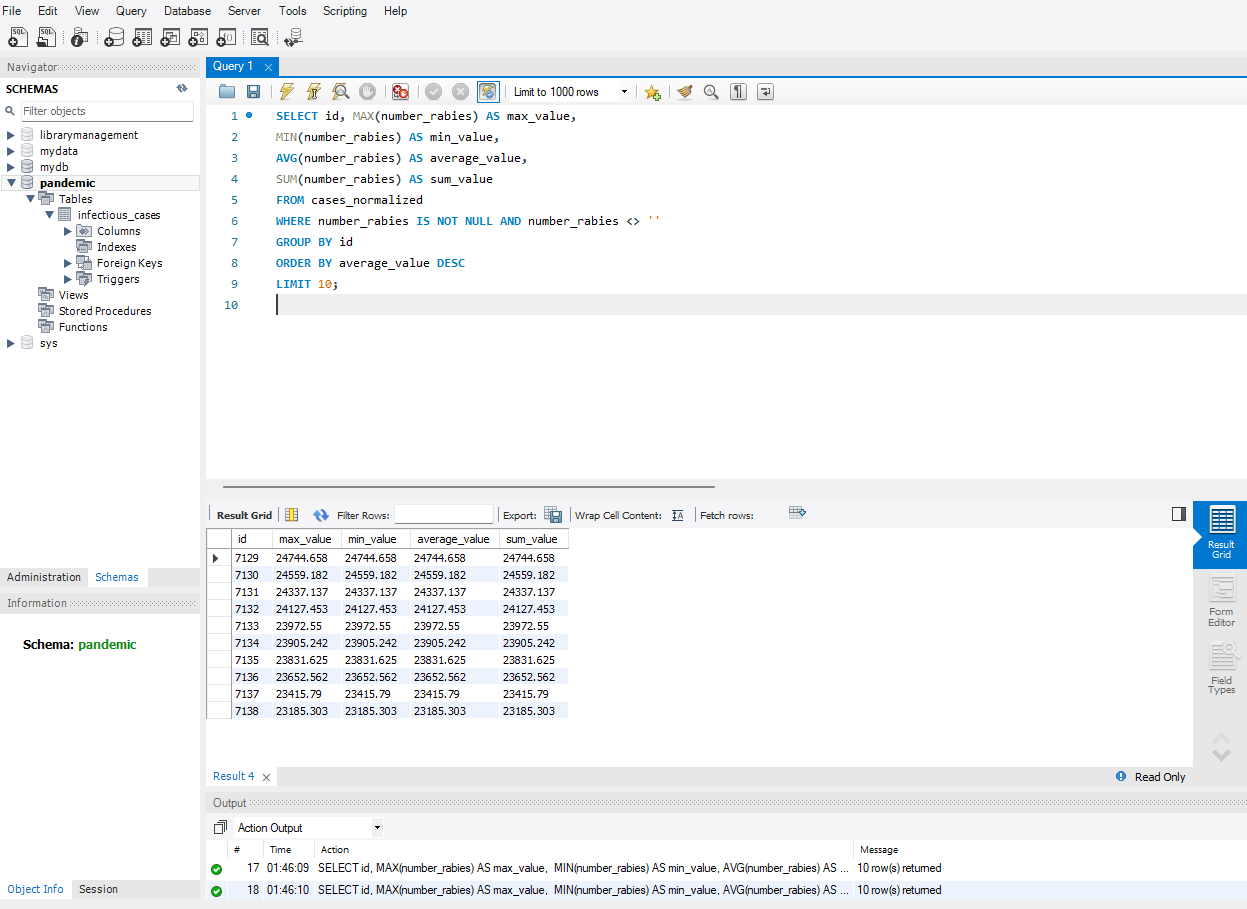 File Edit View Query Database Server Tools Scripting Help
Navigator
SCHEMAS
Filter objects
librarymanagement
mydata
mydb
pandemic
Tables
infectious_cases
Columns
Indexes
Foreign Keys
Triggers
Views
Stored Procedures
Functions
sys
Administration Schemas
Information
Schema: pandemic
Object Info Session
Query 1
Limit to 1000 rows
1 SELECT id, MAX(number_rabies) AS max_value,
2 MIN(number_rabies) AS min_value,
3 AVG(number_rabies) AS average_value,
4 SUM(number_rabies) AS sum_value
5 FROM cases_normalized
6 WHERE number_rabies IS NOT NULL AND number_rabies <> ''
7 GROUP BY id
8 ORDER BY average_value DESC
9 LIMIT 10;
10
Result Grid Filter Rows: Export: Wrap Cell Content: Fetch rows:
id max_value min_value average_value sum_value
7129 24744.658 24744.658 24744.658 24744.658
7130 24559.182 24559.182 24559.182 24559.182
7131 24337.137 24337.137 24337.137 24337.137
7132 24127.453 24127.453 24127.453 24127.453
7133 23972.55 23972.55 23972.55 23972.55
7134 23905.242 23905.242 23905.242 23905.242
7135 23831.625 23831.625 23831.625 23831.625
7136 23652.562 23652.562 23652.562 23652.562
7137 23415.79 23415.79 23415.79 23415.79
7138 23185.303 23185.303 23185.303 23185.303
Result
Grid
Form
Editor
Field
Types
Result 4
Read Only
Output
Action Output
# Time Action Message
17 01:46:09 SELECT id, MAX(number_rabies) AS max_value, MIN(number_rabies) AS min_value, AVG(number_rabies) AS ... 10 row(s) returned
18 01:46:10 SELECT id, MAX(number_rabies) AS max_value, MIN(number_rabies) AS min_value, AVG(number_rabies) AS ... 10 row(s) returned